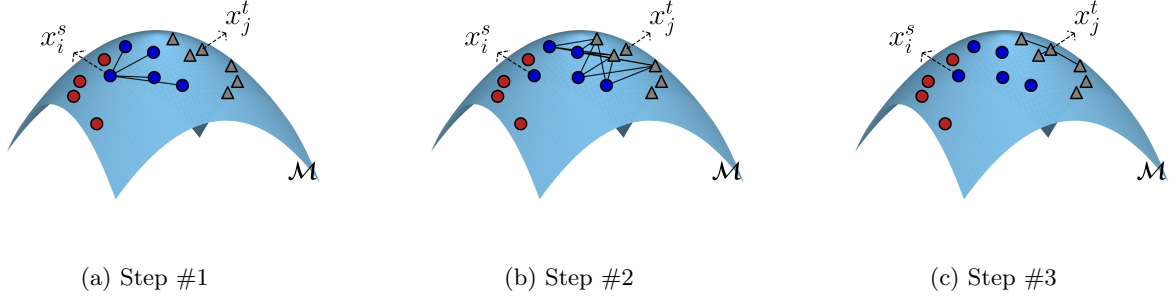 x_i^s x_j^t x_i^s x_j^t x_i^s x_j^t
ℳ ℳ ℳ
(a) Step #1 (b) Step #2 (c) Step #3